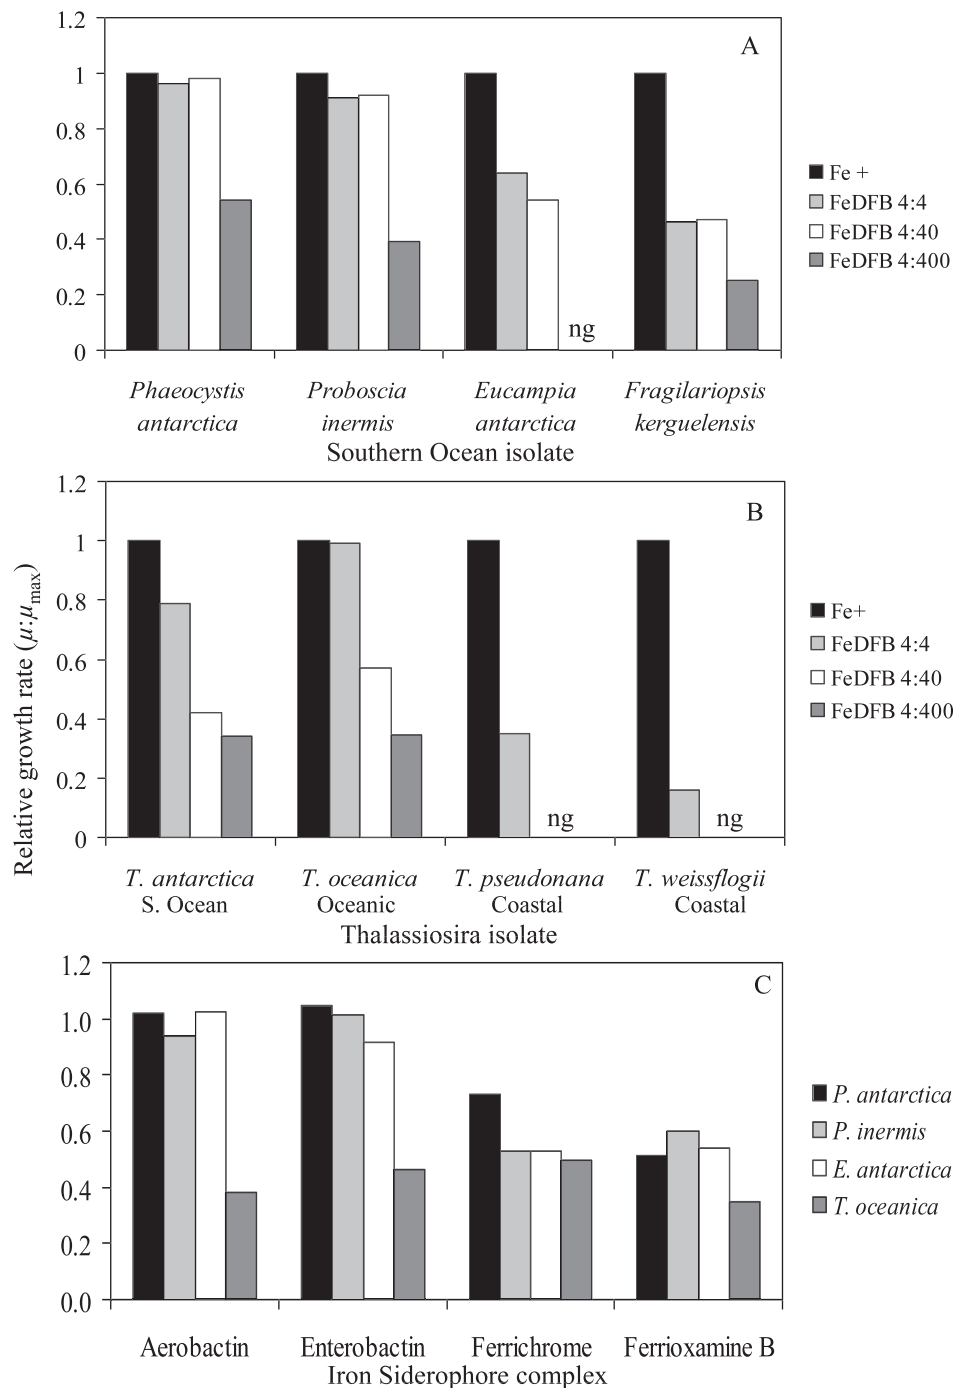 1.2
A
1
0.8
0.6
0.4
0.2
0
ng
Fe +
FeDFB 4:4
FeDFB 4:40
FeDFB 4:400
Phaeocystis antarctica
Proboscia inermis
Eucampia antarctica
Fragilariopsis kerguelensis
Southern Ocean isolate
Relative growth rate (μ:μmax)
1.2
B
1
0.8
0.6
0.4
0.2
0
ng
ng
Fe+
FeDFB 4:4
FeDFB 4:40
FeDFB 4:400
T. antarctica
S. Ocean
T. oceanica
Oceanic
T. pseudonana
Coastal
T. weissflogii
Coastal
Thalassiosira isolate
1.2
C
1.0
0.8
0.6
0.4
0.2
0.0
P. antarctica
P. inermis
E. antarctica
T. oceanica
Aerobactin
Enterobactin
Ferrichrome
Ferrioxamine B
Iron Siderophore complex